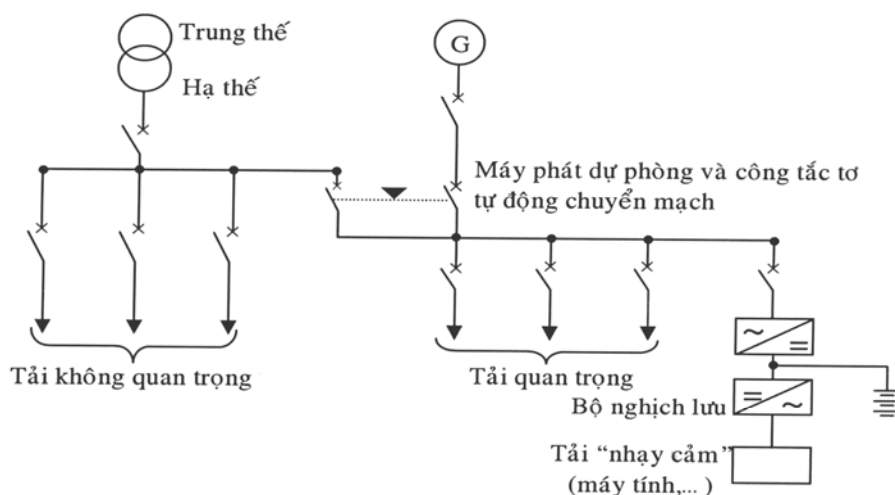 Trung thế
Hạ thế
G
Máy phát dự phòng và công tắc tơ
tự động chuyển mạch
Tải không quan trọng
Tải quan trọng
Bộ nghịch lưu
Tải “nhạy cảm”
(máy tính,... )